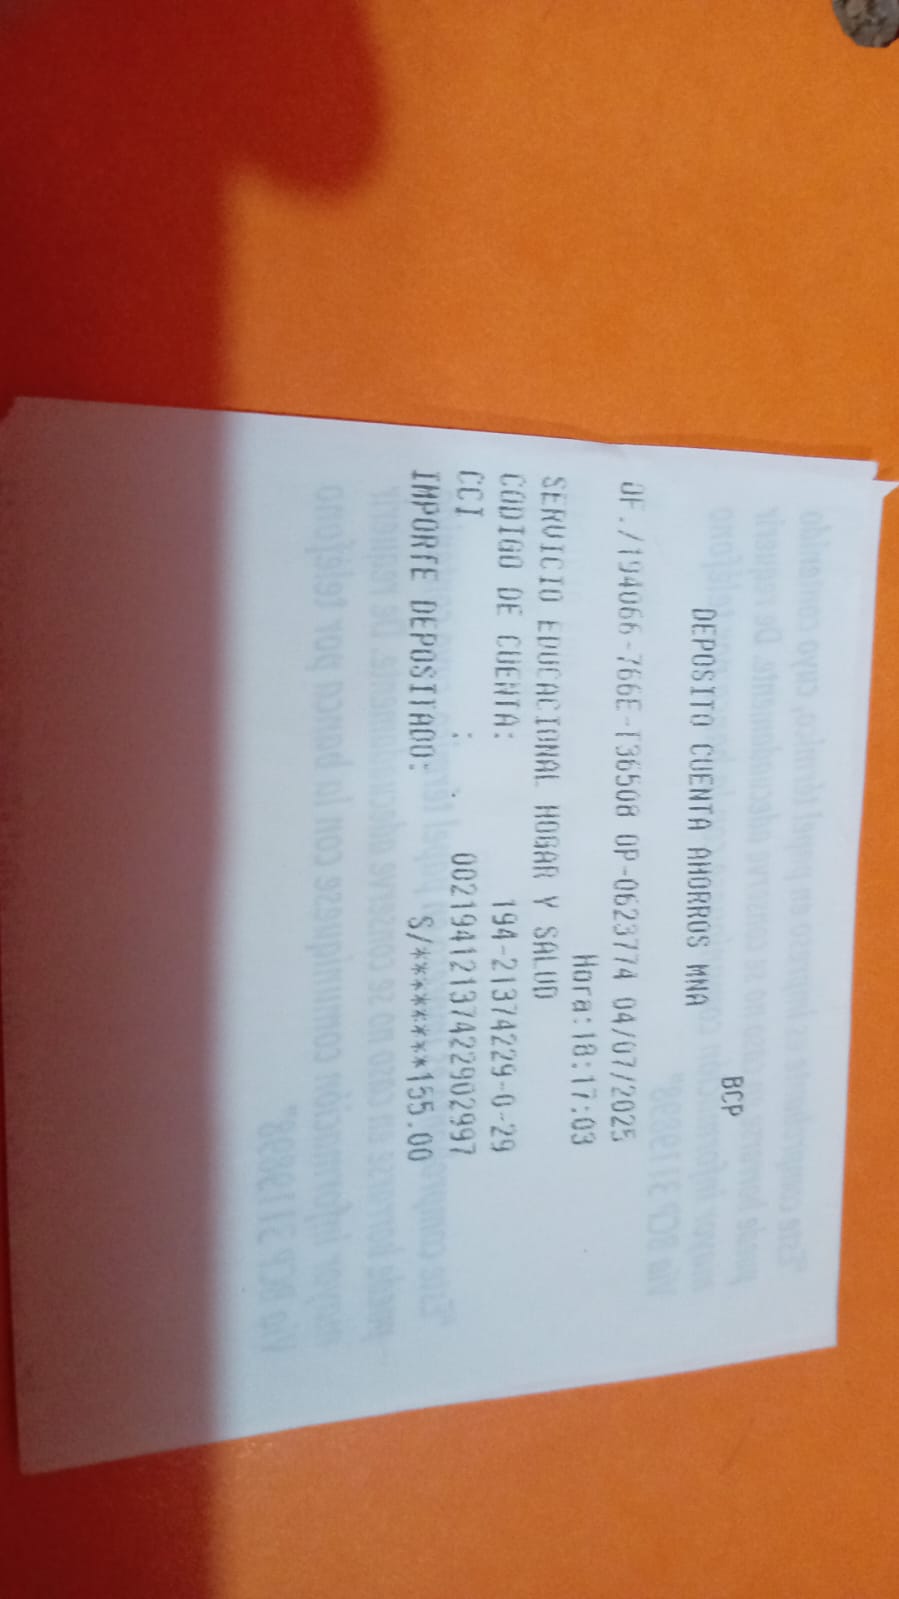 BCP
DEPOSITO CUENTA AHORROS MNA
OF./194066-766E-T36508 OP-0623774 04/07/2025
Hora:18:17:03
SERVICIO EDUCACIONAL HOGAR Y SALUD
CODIGO DE CUENTA: 194-21374229-0-29
CCI : 00219412137422902997
IMPORTE DEPOSITADO: S/********155.00